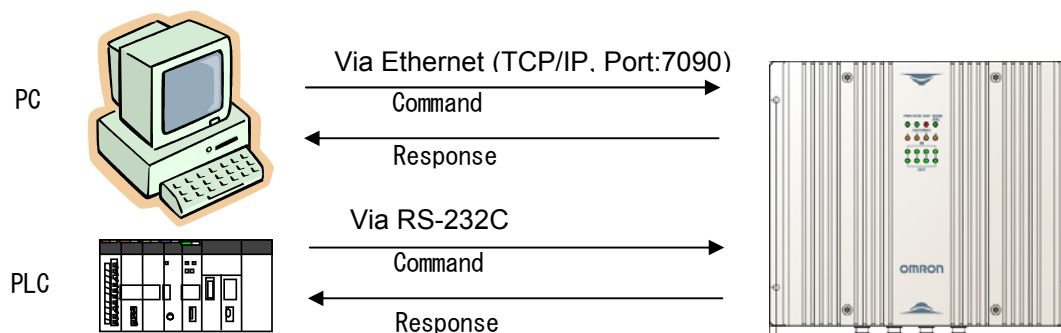 Via Ethernet (TCP/IP, Port:7090)
PC
Command
Response
Via RS-232C
Command
PLC
Response
OMRON